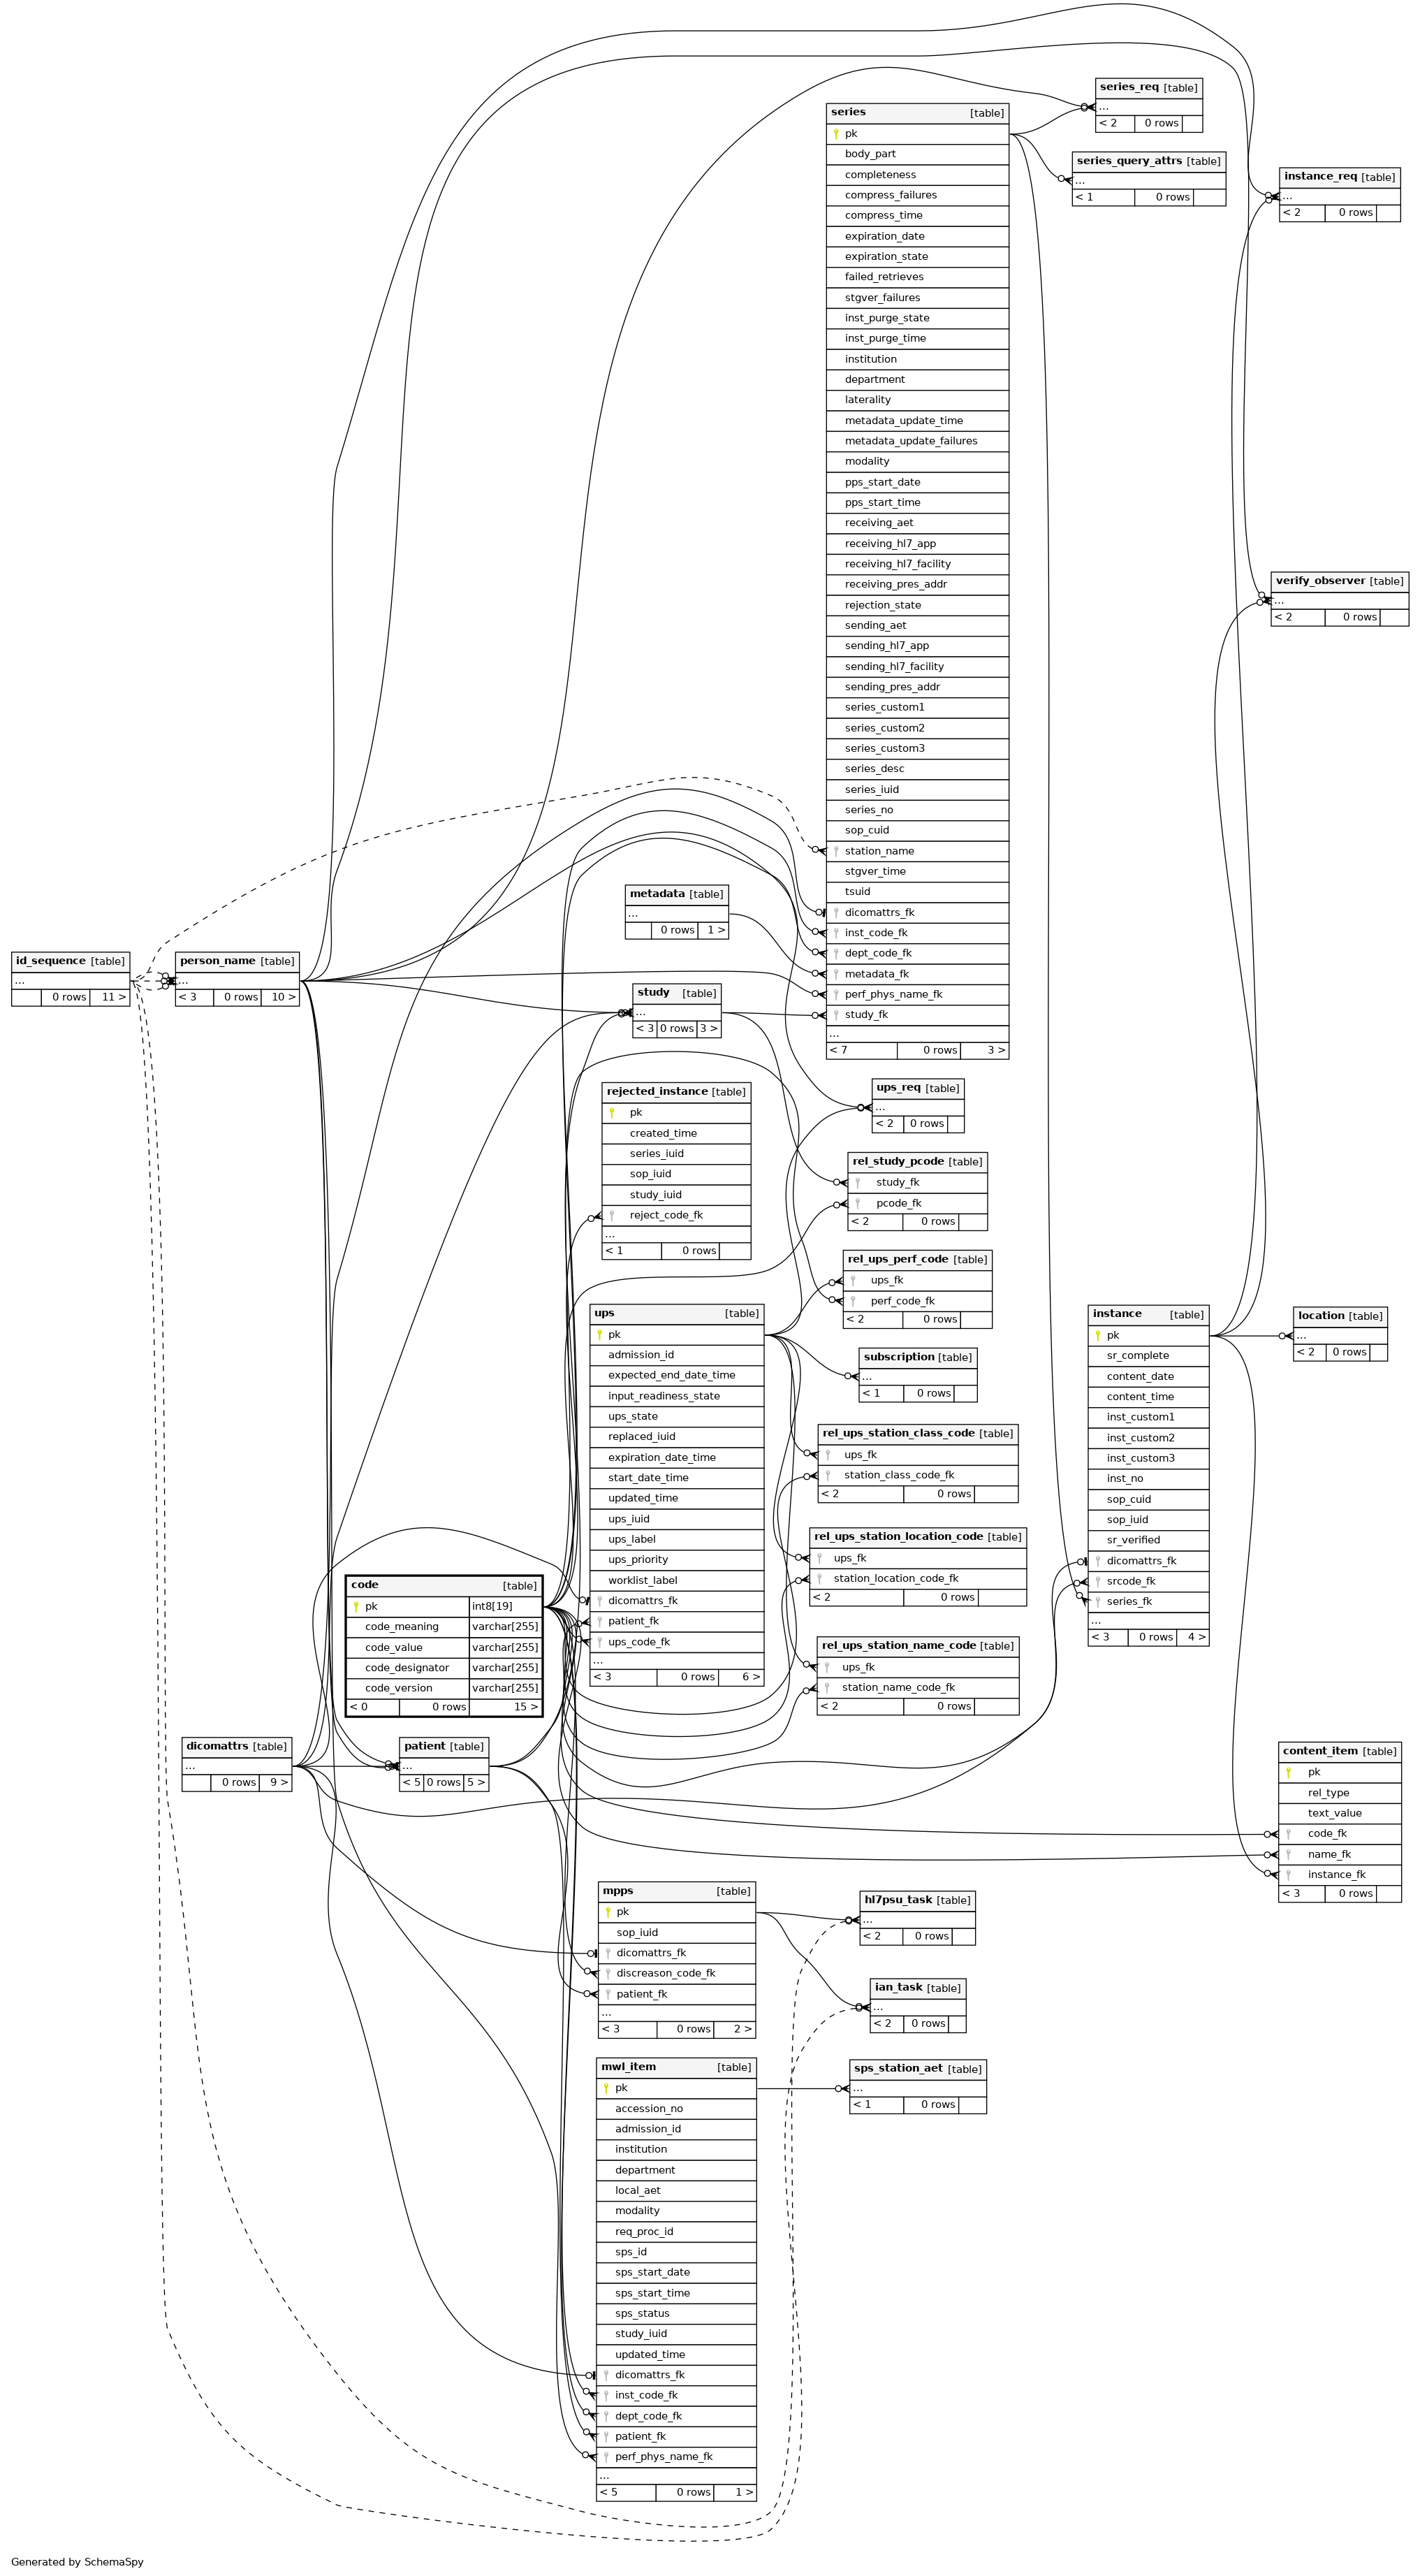 series_req [table]
...
< 2 0 rows
series [table]
pk
body_part
completeness
compress_failures
compress_time
expiration_date
expiration_state
failed_retrieves
stgver_failures
inst_purge_state
inst_purge_time
institution
department
laterality
metadata_update_time
metadata_update_failures
modality
pps_start_date
pps_start_time
receiving_aet
receiving_hl7_app
receiving_hl7_facility
receiving_pres_addr
rejection_state
sending_aet
sending_hl7_app
sending_hl7_facility
sending_pres_addr
series_custom1
series_custom2
series_custom3
series_desc
series_iuid
series_no
sop_cuid
station_name
stgver_time
tsuid
dicomattrs_fk
inst_code_fk
dept_code_fk
metadata_fk
perf_phys_name_fk
study_fk
...
< 7 0 rows 3 >
series_query_attrs [table]
...
< 1 0 rows
instance_req [table]
...
< 2 0 rows
verify_observer [table]
...
< 2 0 rows
metadata [table]
...
0 rows 1 >
id_sequence [table]
...
0 rows 11 >
person_name [table]
...
< 3 0 rows 10 >
study [table]
...
< 3 0 rows 3 >
rejected_instance [table]
pk
created_time
series_iuid
sop_iuid
study_iuid
reject_code_fk
...
< 1 0 rows
ups_req [table]
...
< 2 0 rows
rel_study_pcode [table]
study_fk
pcode_fk
< 2 0 rows
rel_ups_perf_code [table]
ups_fk
perf_code_fk
< 2 0 rows
ups [table]
pk
admission_id
expected_end_date_time
input_readiness_state
ups_state
replaced_iuid
expiration_date_time
start_date_time
updated_time
ups_iuid
ups_label
ups_priority
worklist_label
dicomattrs_fk
patient_fk
ups_code_fk
...
< 3 0 rows 6 >
subscription [table]
...
< 1 0 rows
instance [table]
pk
sr_complete
content_date
content_time
inst_custom1
inst_custom2
inst_custom3
inst_no
sop_cuid
sop_iuid
sr_verified
dicomattrs_fk
srcode_fk
series_fk
...
< 3 0 rows 4 >
location [table]
...
< 2 0 rows
rel_ups_station_class_code [table]
ups_fk
station_class_code_fk
< 2 0 rows
rel_ups_station_location_code [table]
ups_fk
station_location_code_fk
< 2 0 rows
code [table]
pk int8[19]
code_meaning varchar[255]
code_value varchar[255]
code_designator varchar[255]
code_version varchar[255]
< 0 0 rows 15 >
rel_ups_station_name_code [table]
ups_fk
station_name_code_fk
< 2 0 rows
dicomattrs [table]
...
0 rows 9 >
patient [table]
...
< 5 0 rows 5 >
content_item [table]
pk
rel_type
text_value
code_fk
name_fk
instance_fk
< 3 0 rows
mpps [table]
pk
sop_iuid
dicomattrs_fk
discreason_code_fk
patient_fk
...
< 3 0 rows 2 >
hl7psu_task [table]
...
< 2 0 rows
ian_task [table]
...
< 2 0 rows
mwl_item [table]
pk
accession_no
admission_id
institution
department
local_aet
modality
req_proc_id
sps_id
sps_start_date
sps_start_time
sps_status
study_iuid
updated_time
dicomattrs_fk
inst_code_fk
dept_code_fk
patient_fk
perf_phys_name_fk
...
< 5 0 rows 1 >
sps_station_aet [table]
...
< 1 0 rows
Generated by SchemaSpy